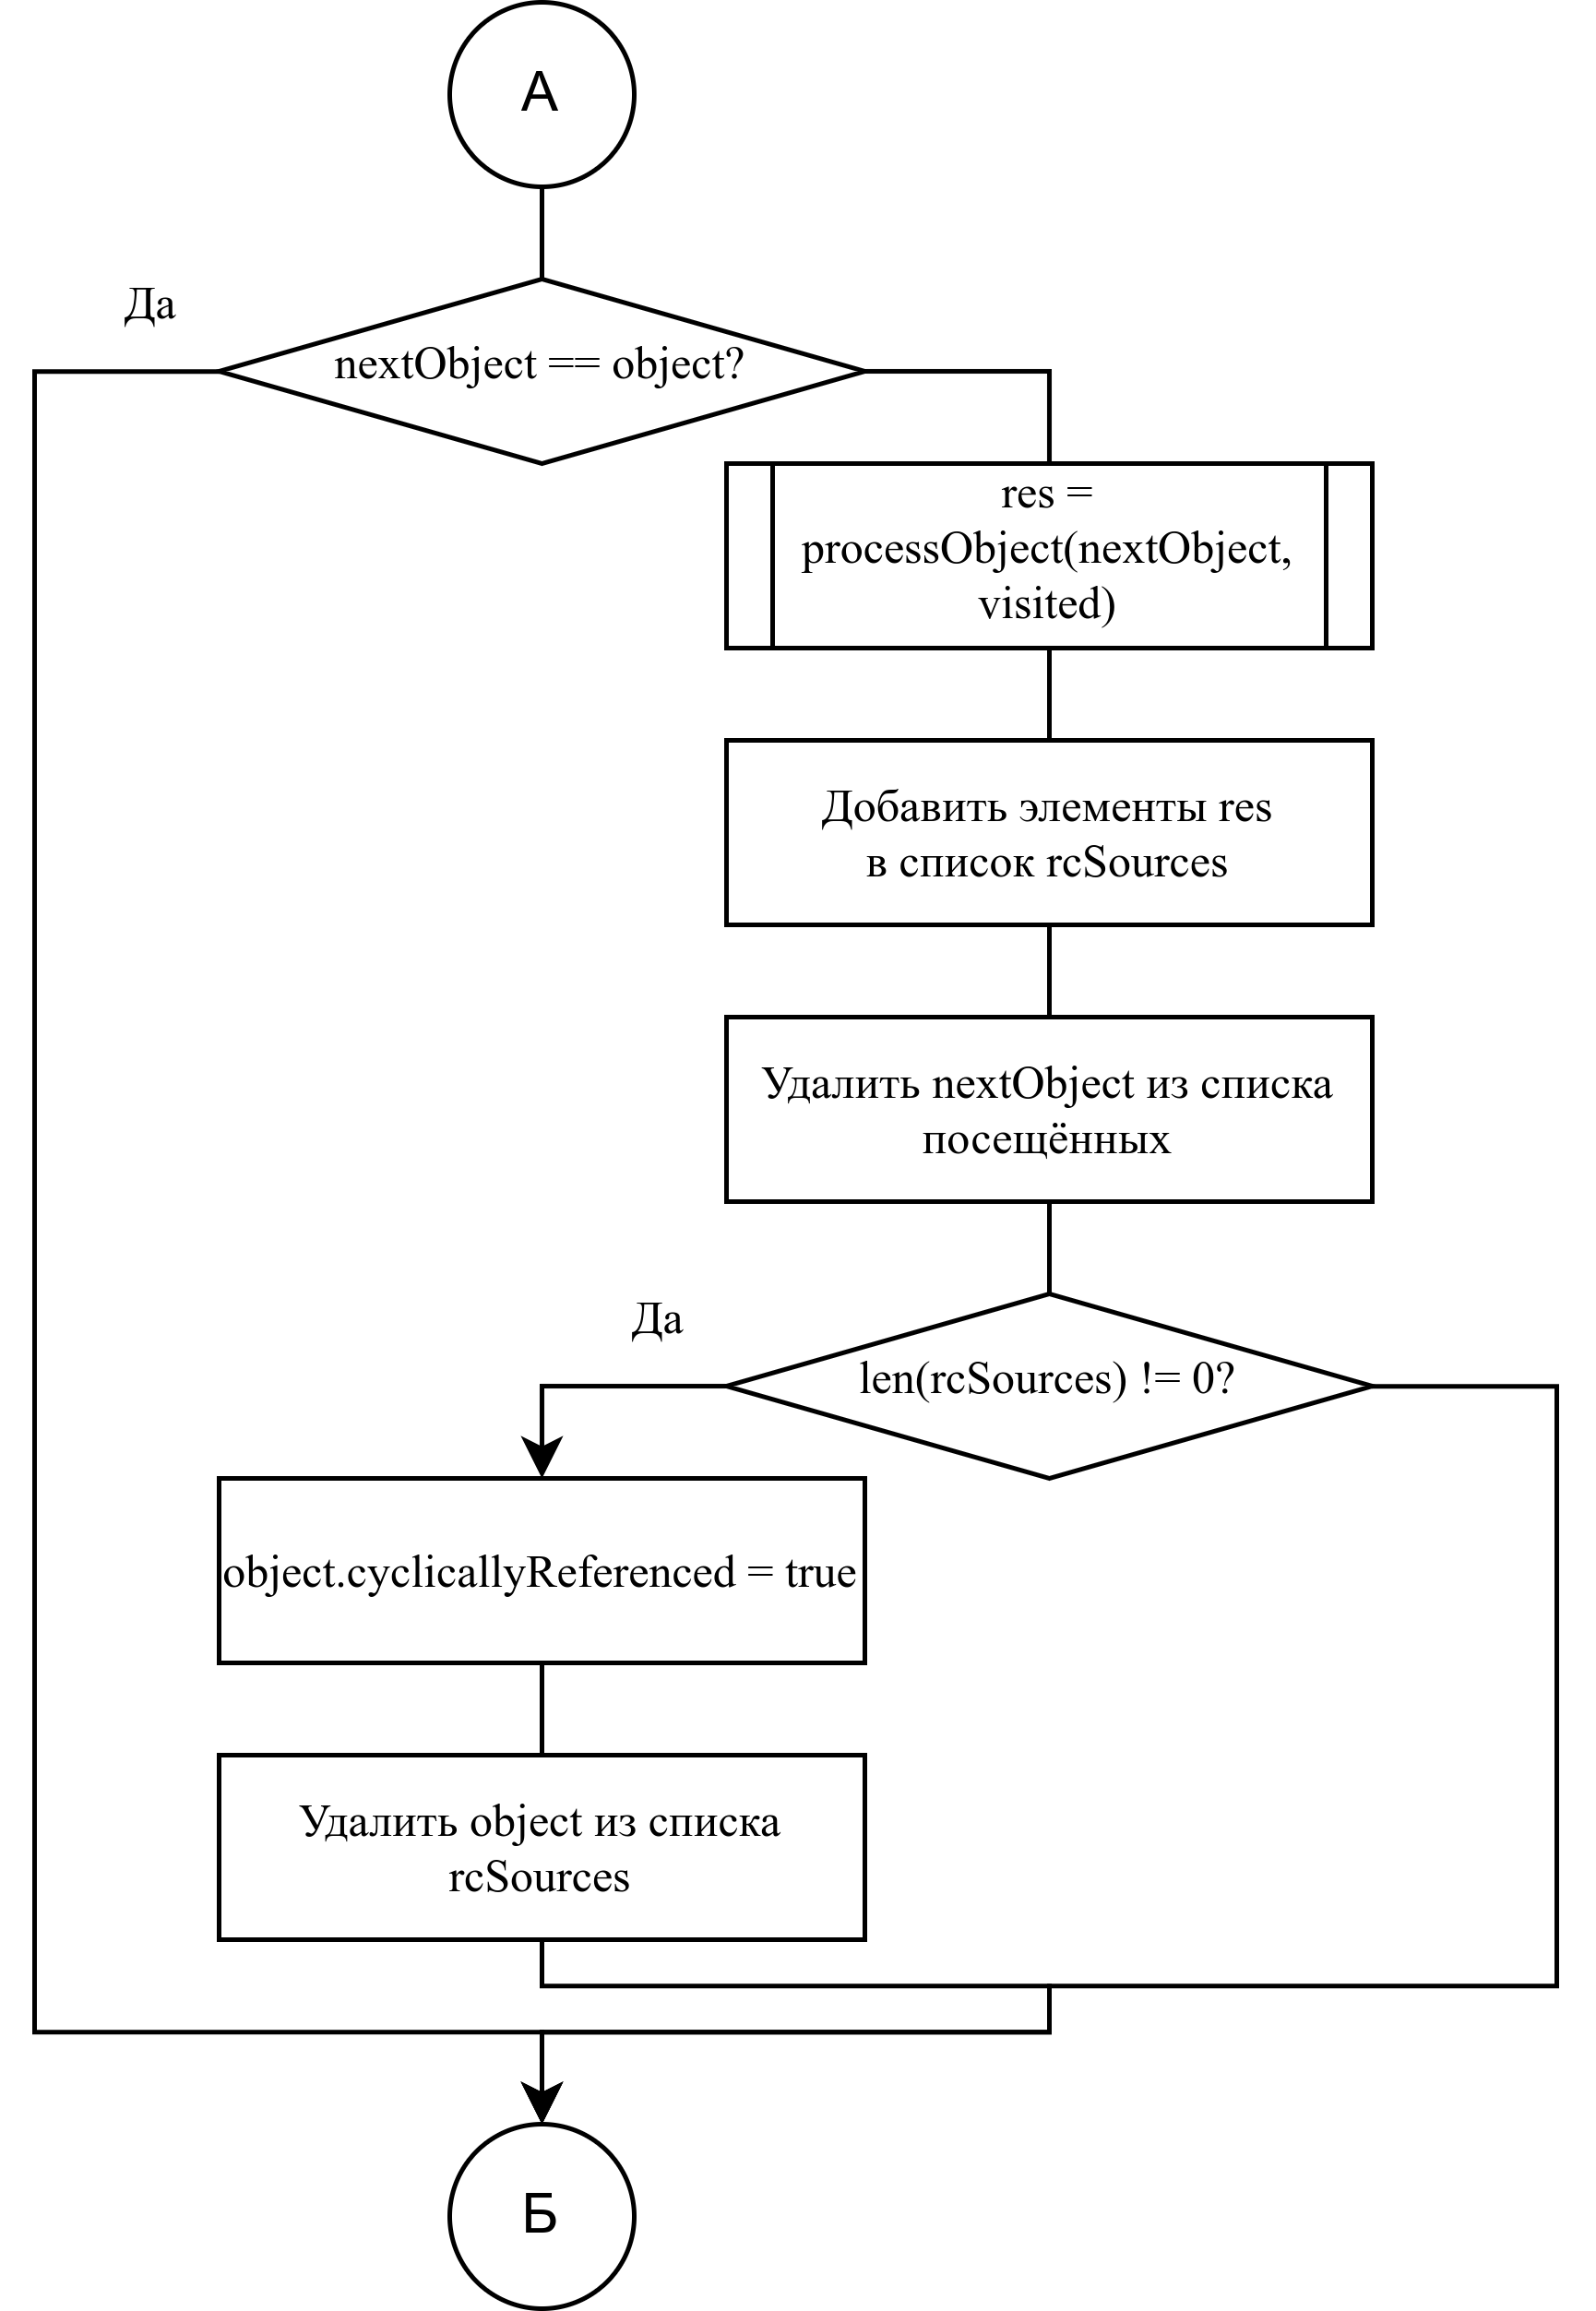 А
Да
nextObject == object?
res =
processObject(nextObject,
visited)
Добавить элементы res
в список rcSources
Удалить nextObject из списка
посещённых
Да
len(rcSources) != 0?
object.cyclicallyReferenced = true
Удалить object из списка
rcSources
Б